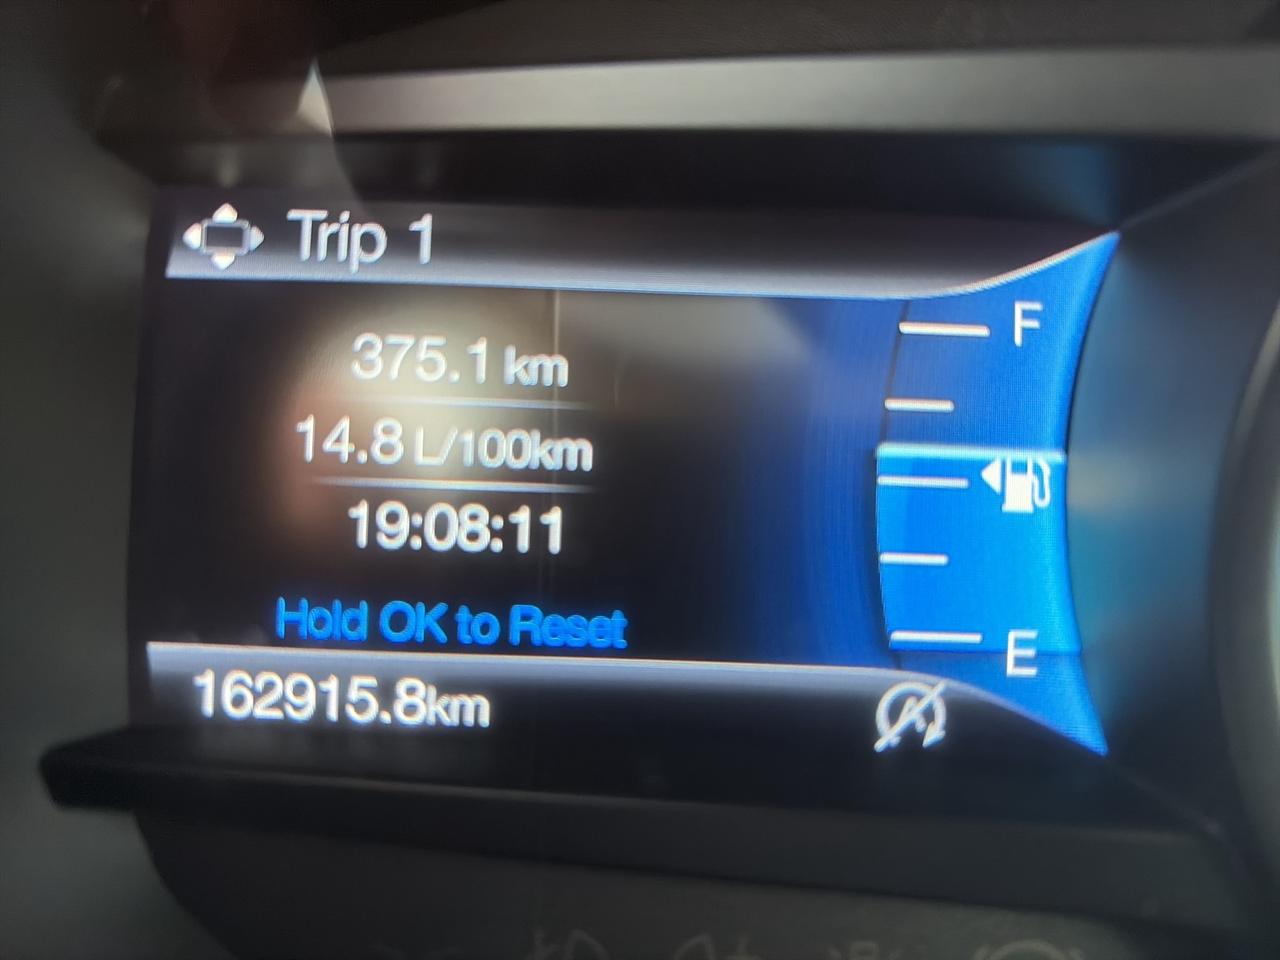 Trip 1
375.1 km
14.8 L/100km
19:08:11
Hold OK to Reset
162915.8km
F
E
A